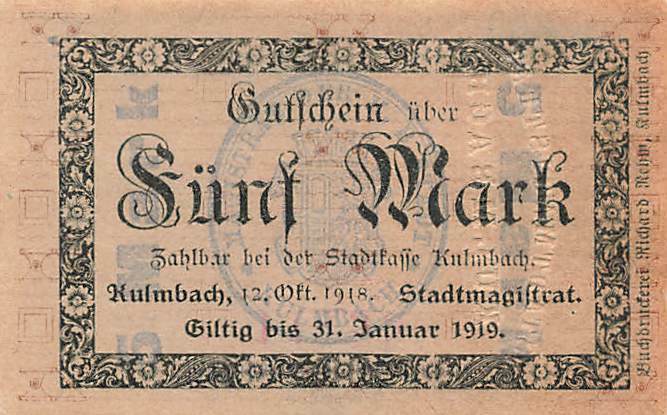 Gutschein über
Fünf Mark
Zahlbar bei der Stadtkasse Kulmbach.
Kulmbach, 12. Okt. 1918. Stadtmagistrat.
Giltig bis 31. Januar 1919.
Buchdruckerei Richard Rehm, Kulmbach